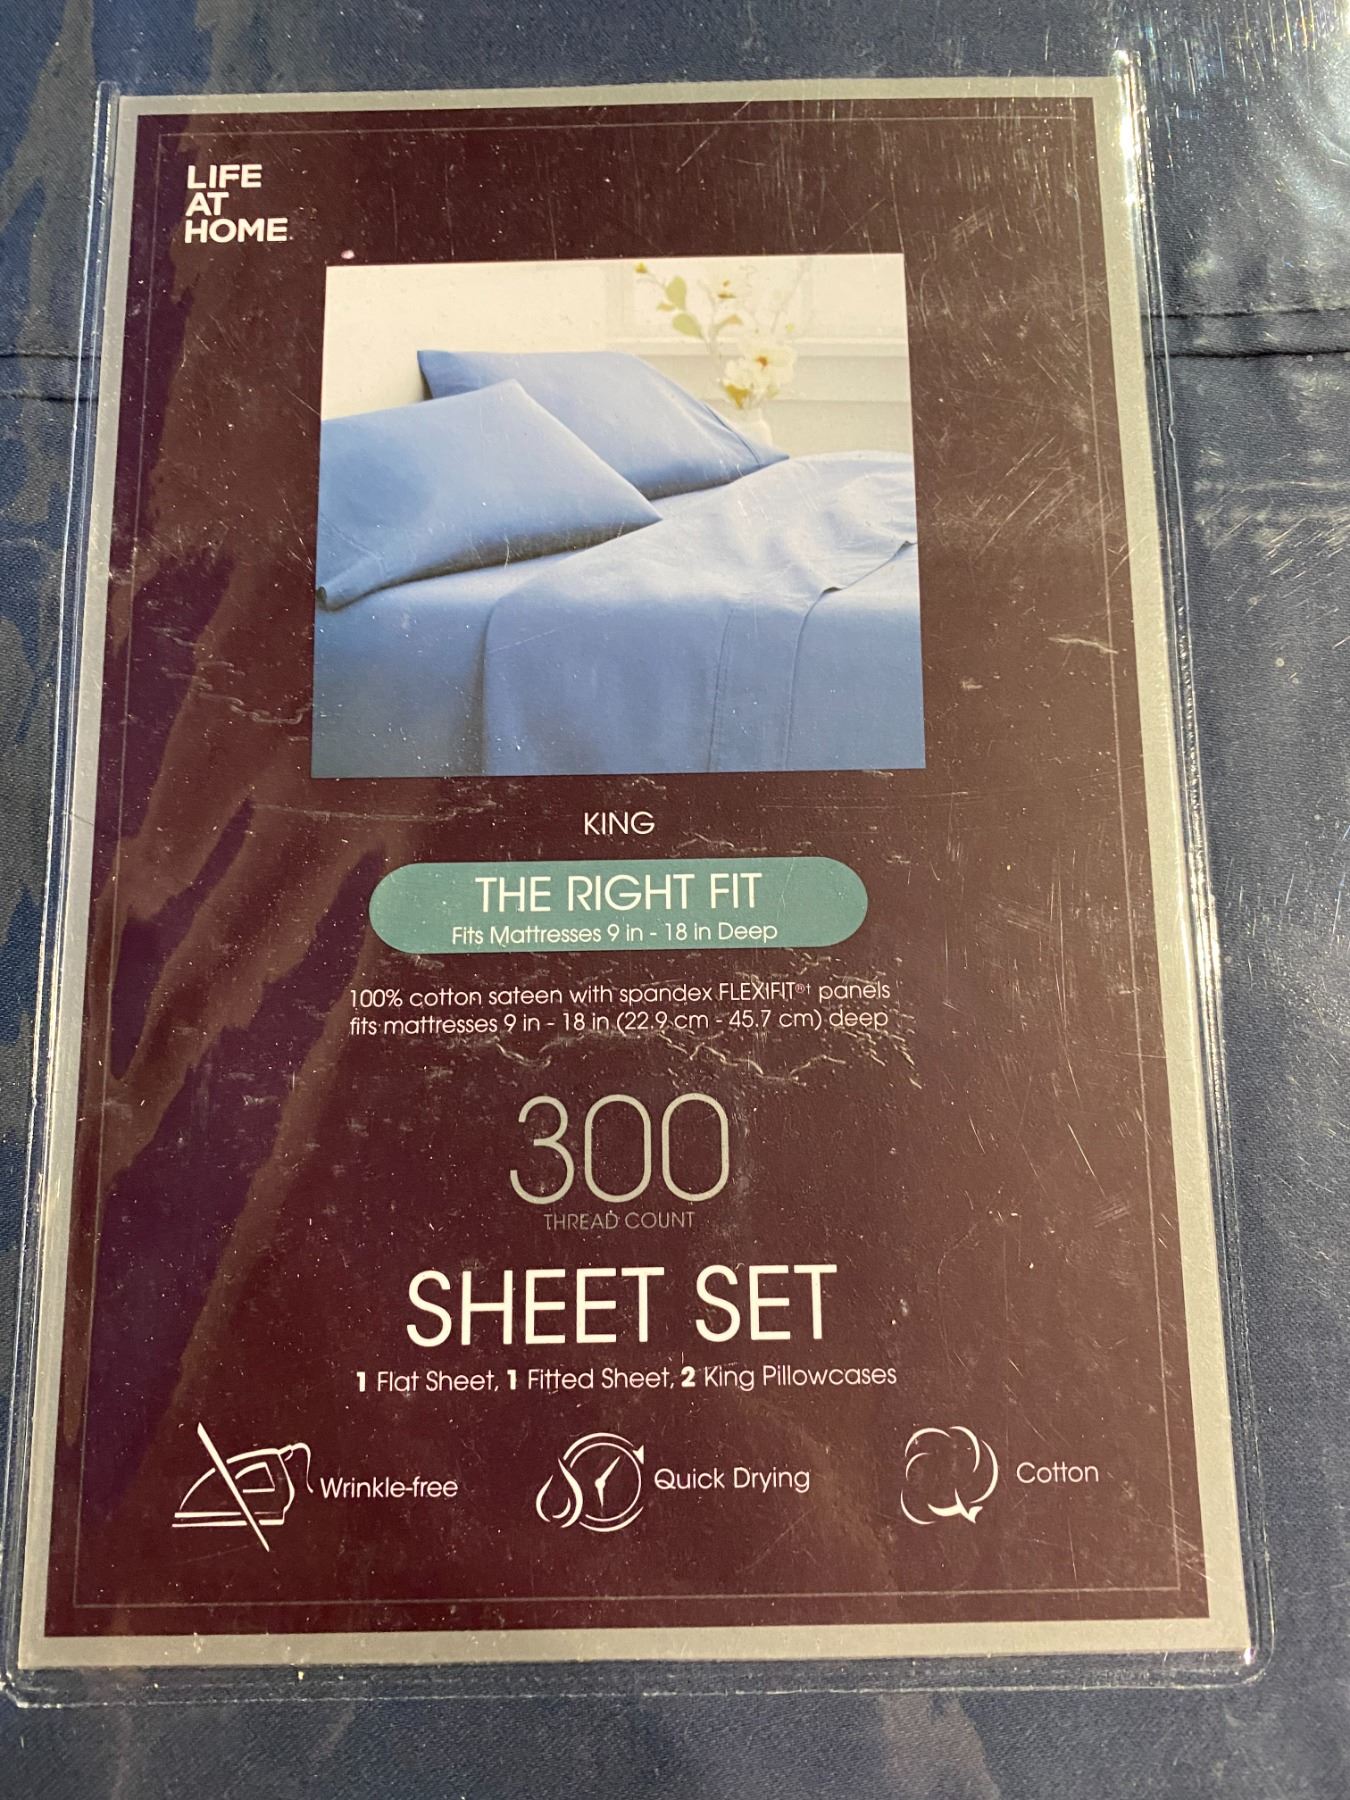 LIFE
AT
HOME
KING
THE RIGHT FIT
Fits Mattresses 9 in - 18 in Deep
100% cotton sateen with spandex FLEXIFIT®† panels
fits mattresses 9 in - 18 in (22.9 cm - 45.7 cm) deep
300
THREAD COUNT
SHEET SET
1 Flat Sheet, 1 Fitted Sheet, 2 King Pillowcases
Wrinkle-free
Quick Drying
Cotton